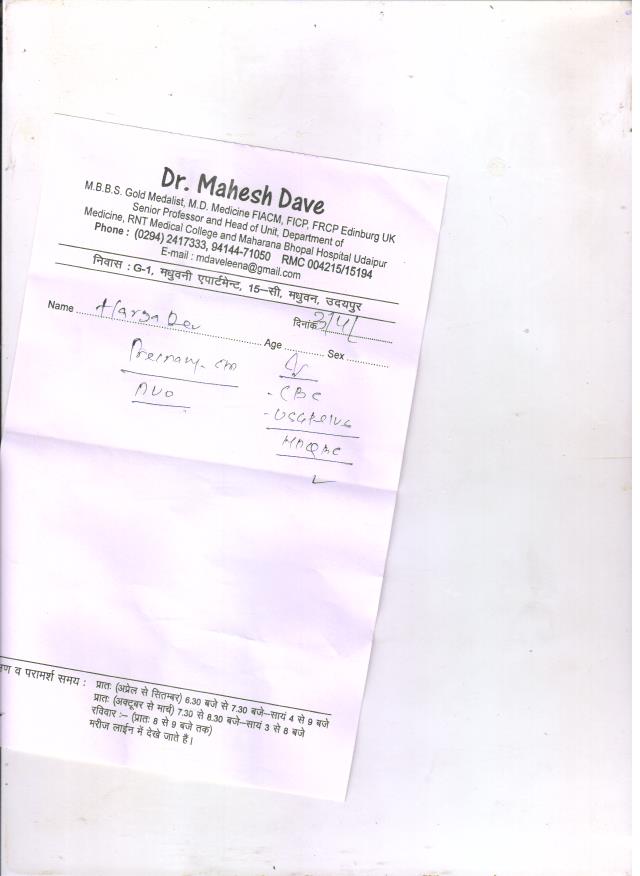 Dr. Mahesh Dave
M.B.B.S. Gold Medalist, M.D. Medicine FIACM, FICP, FRCP Edinburg UK
Senior Professor and Head of Unit, Department of
Medicine, RNT Medical College and Maharana Bhopal Hospital Udaipur
Phone : (0294) 2417333, 94144-71050 RMC 004215/15194
E-mail : mdaveleena@gmail.com
निवास : G-1, मधुवनी एपार्टमेन्ट, 15–सी, मधुवन, उदयपुर
दिनांक 3/4/
Name Age Sex
- CBC
व परामर्श समय : प्रातः (अप्रेल से सितम्बर) 6.30 बजे से 7.30 बजे–सायं 4 से 9 बजे
प्रातः (अक्टूबर से मार्च) 7.30 से 8.30 बजे–सायं 3 से 8 बजे
रविवार :– (प्रातः 8 से 9 बजे तक)
मरीज लाईन में देखे जाते हैं।